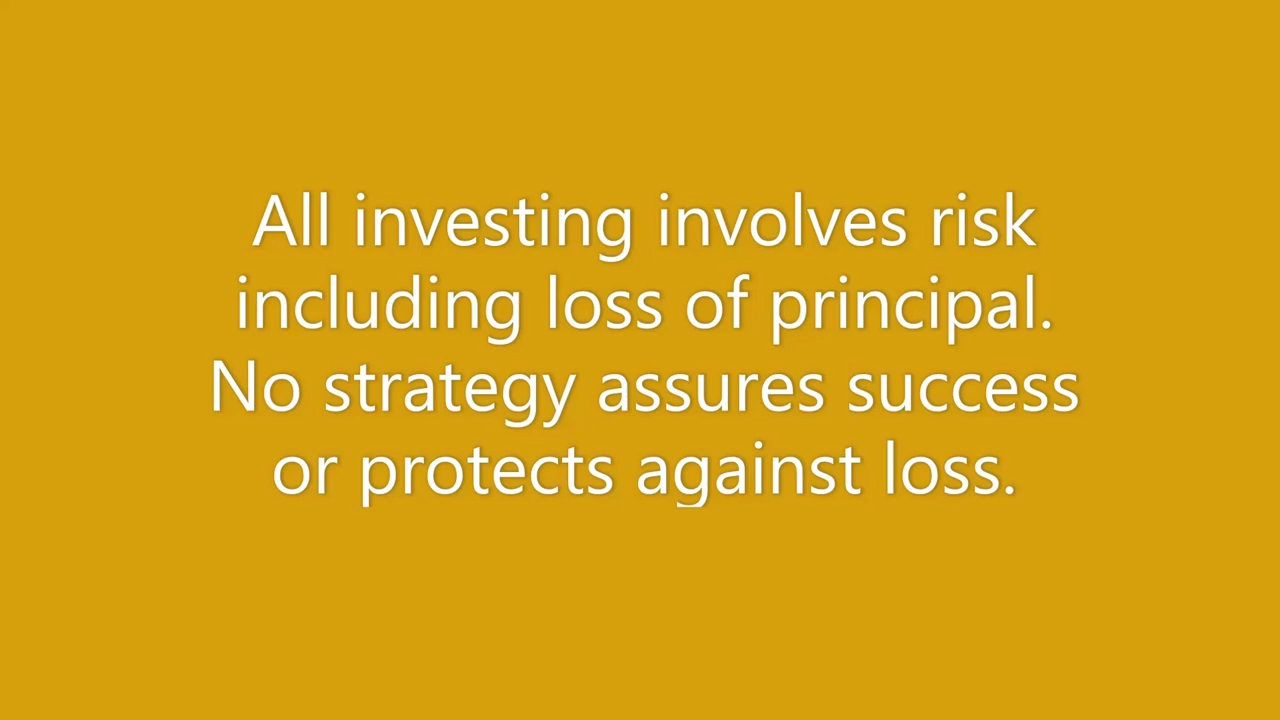 All investing involves risk
including loss of principal.
No strategy assures success
or protects against loss.